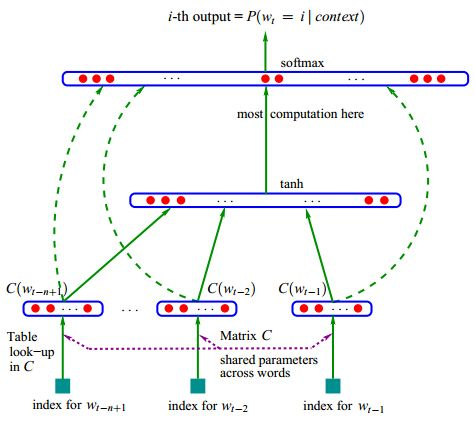 i-th output = P(w_t = i | context)
softmax
. . .
. . .
most computation here
tanh
. . .
. . .
C(w_{t−n+1})
C(w_{t−2})
C(w_{t−1})
. . .
. . .
. . .
. . .
Table
look−up
in C
Matrix C
shared parameters
across words
index for w_{t−n+1}
index for w_{t−2}
index for w_{t−1}